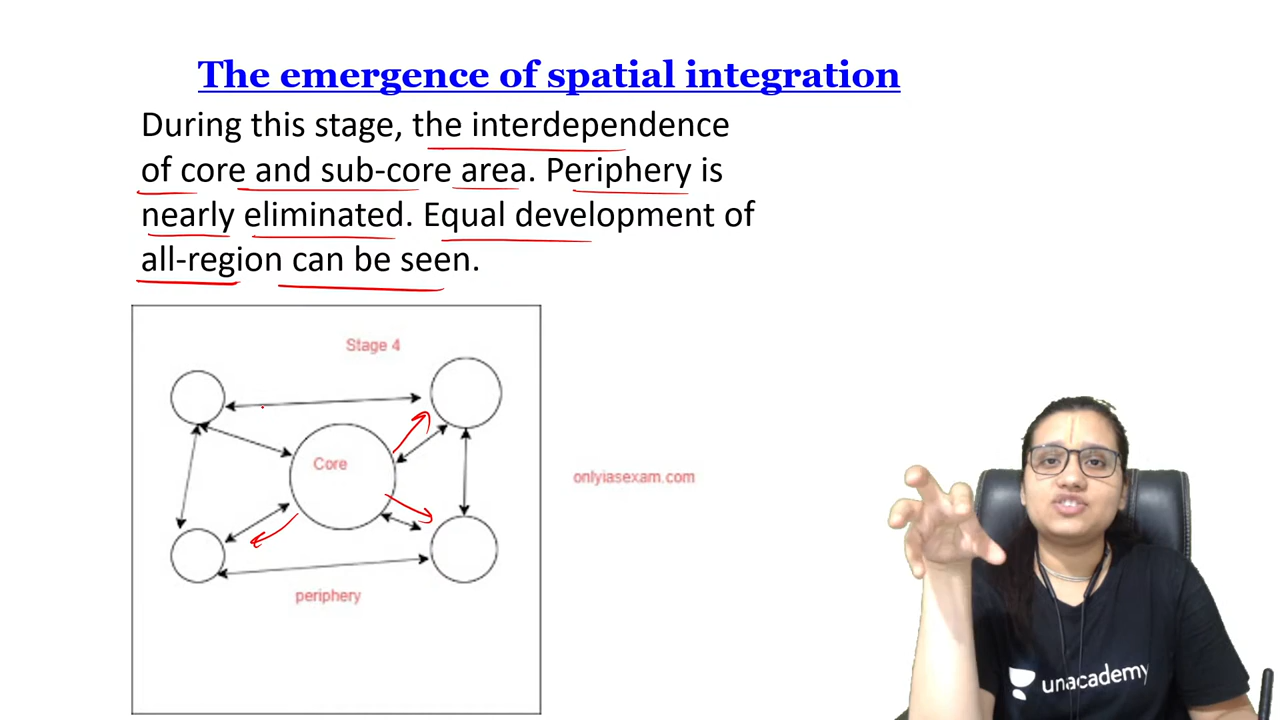 The emergence of spatial integration
During this stage, the interdependence
of core and sub-core area. Periphery is
nearly eliminated. Equal development of
all-region can be seen.
Stage 4
Core
onlyiasexam.com
periphery
unacademy